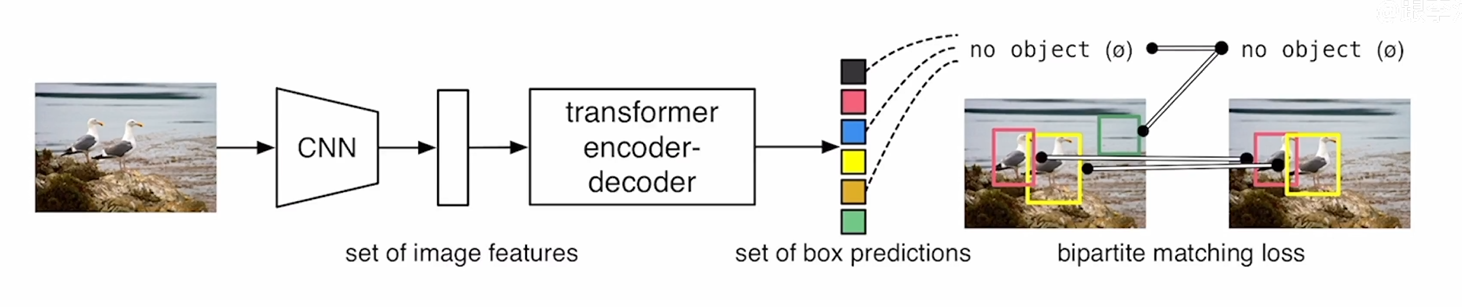 no object (ø)
no object (ø)
CNN
transformer
encoder-
decoder
set of image features
set of box predictions
bipartite matching loss